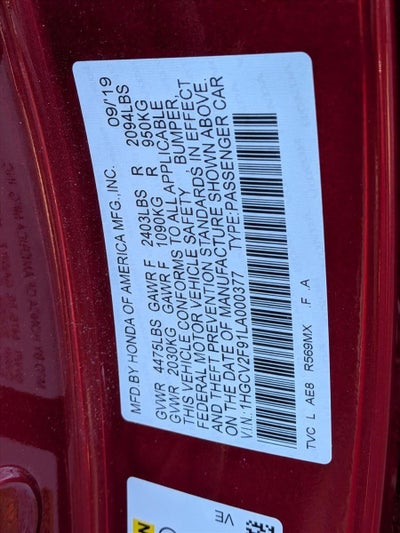 MFD BY HONDA OF AMERICA MFG., INC. 09/'19
GVWR 4475LBS GAWR F 2403LBS R 2094LBS
GVWR 2030KG GAWR F 1090KG R 950KG
THIS VEHICLE CONFORMS TO ALL APPLICABLE
FEDERAL MOTOR VEHICLE SAFETY, BUMPER,
AND THEFT PREVENTION STANDARDS IN EFFECT
ON THE DATE OF MANUFACTURE SHOWN ABOVE.
V.I.N.:1HGCV2F91LA000377 TYPE:PASSENGER CAR
TVC L AE8 R569MX .F .A
VE